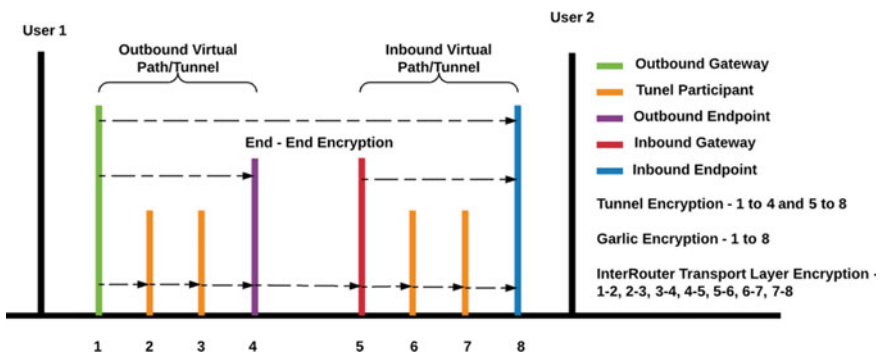 User 1
User 2
Outbound Virtual
Path/Tunnel
Inbound Virtual
Path/Tunnel
End - End Encryption
Outbound Gateway
Tunel Participant
Outbound Endpoint
Inbound Gateway
Inbound Endpoint
Tunnel Encryption - 1 to 4 and 5 to 8
Garlic Encryption - 1 to 8
InterRouter Transport Layer Encryption -
1-2, 2-3, 3-4, 4-5, 5-6, 6-7, 7-8
1 2 3 4 5 6 7 8